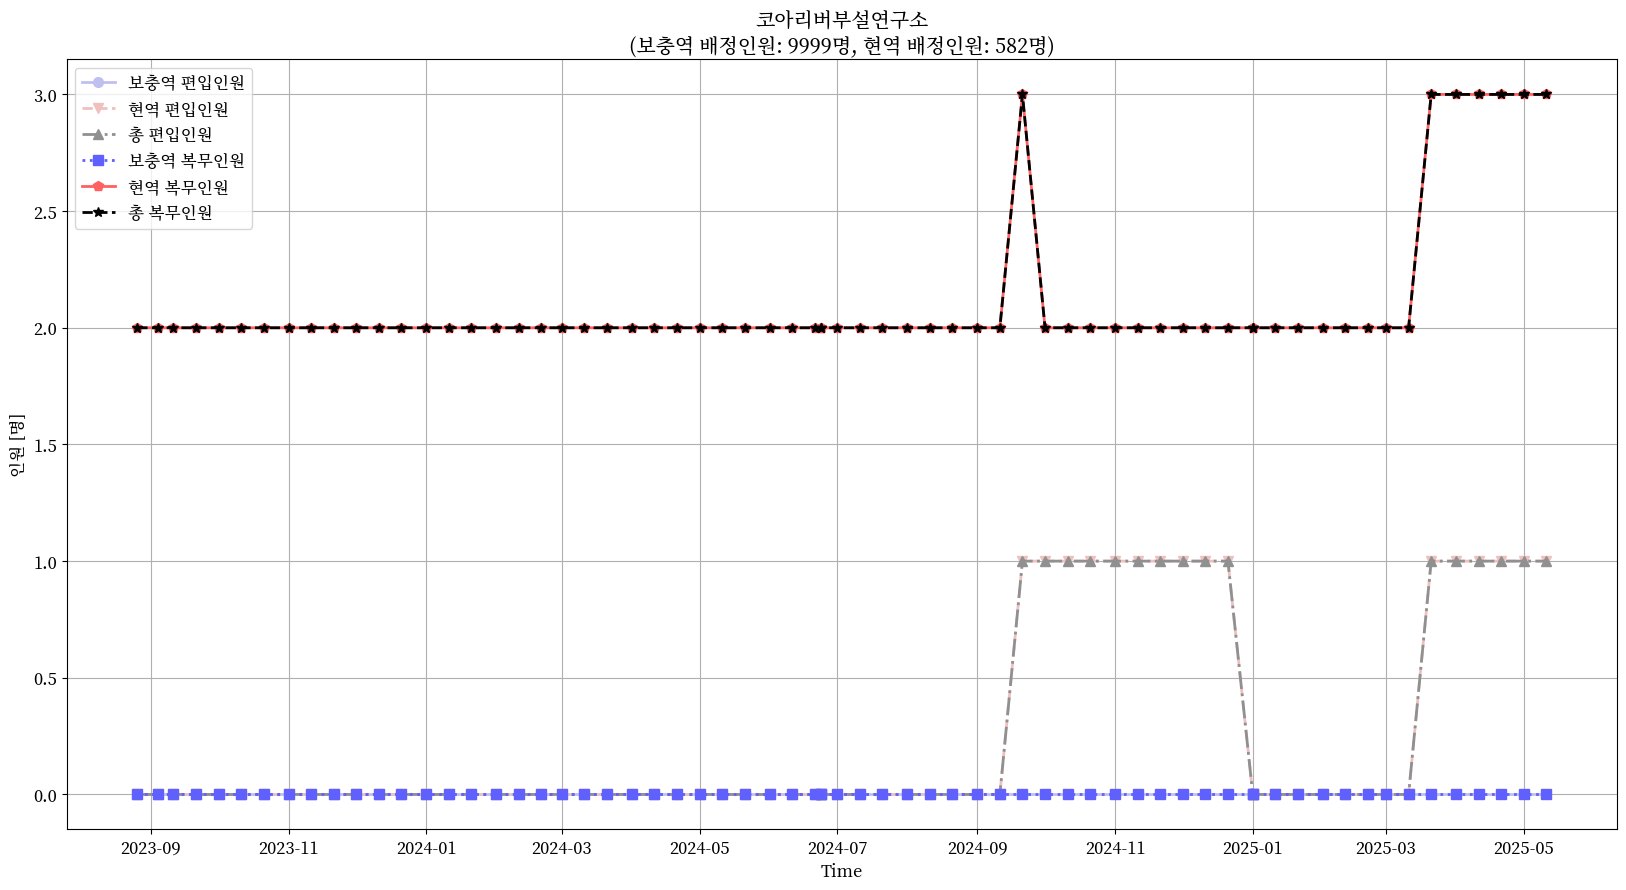 코아리버부설연구소
(보충역 배정인원: 9999명, 현역 배정인원: 582명)
보충역 편입인원
현역 편입인원
총 편입인원
보충역 복무인원
현역 복무인원
총 복무인원
3.0
2.5
2.0
1.5
1.0
0.5
0.0
인원 [명]
2023-09 2023-11 2024-01 2024-03 2024-05 2024-07 2024-09 2024-11 2025-01 2025-03 2025-05
Time